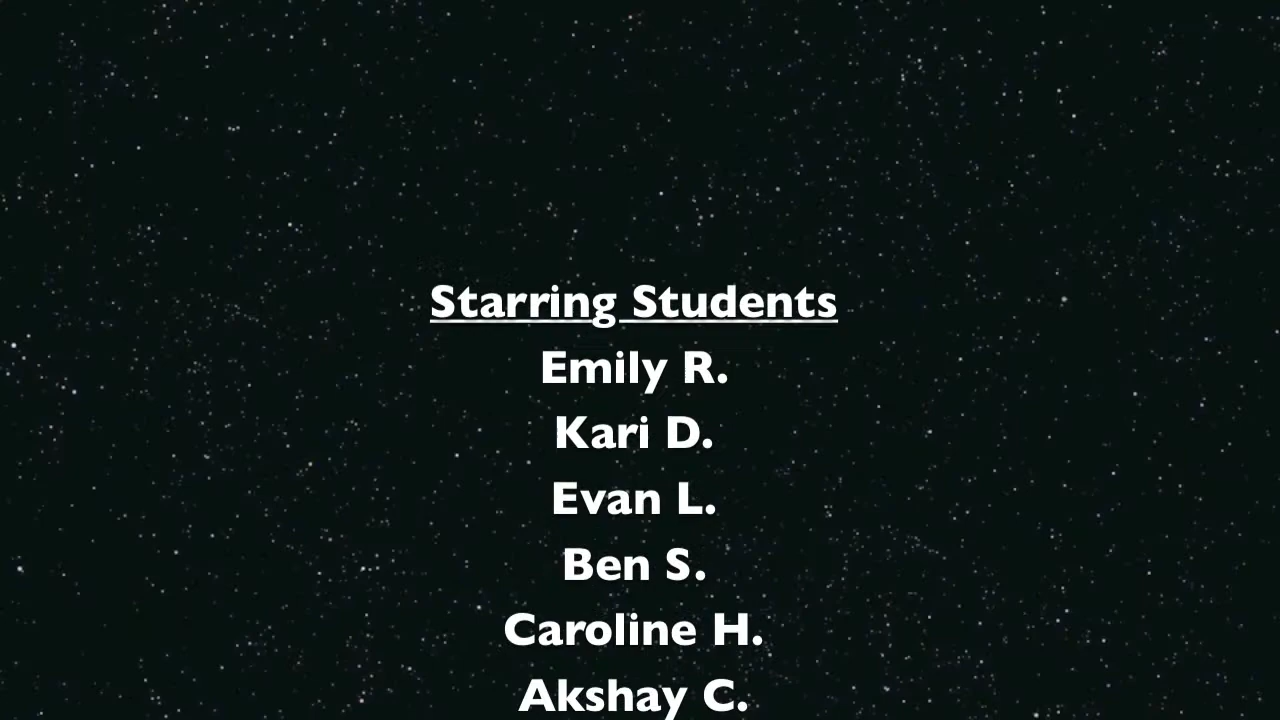 Starring Students
Emily R.
Kari D.
Evan L.
Ben S.
Caroline H.
Akshay C.